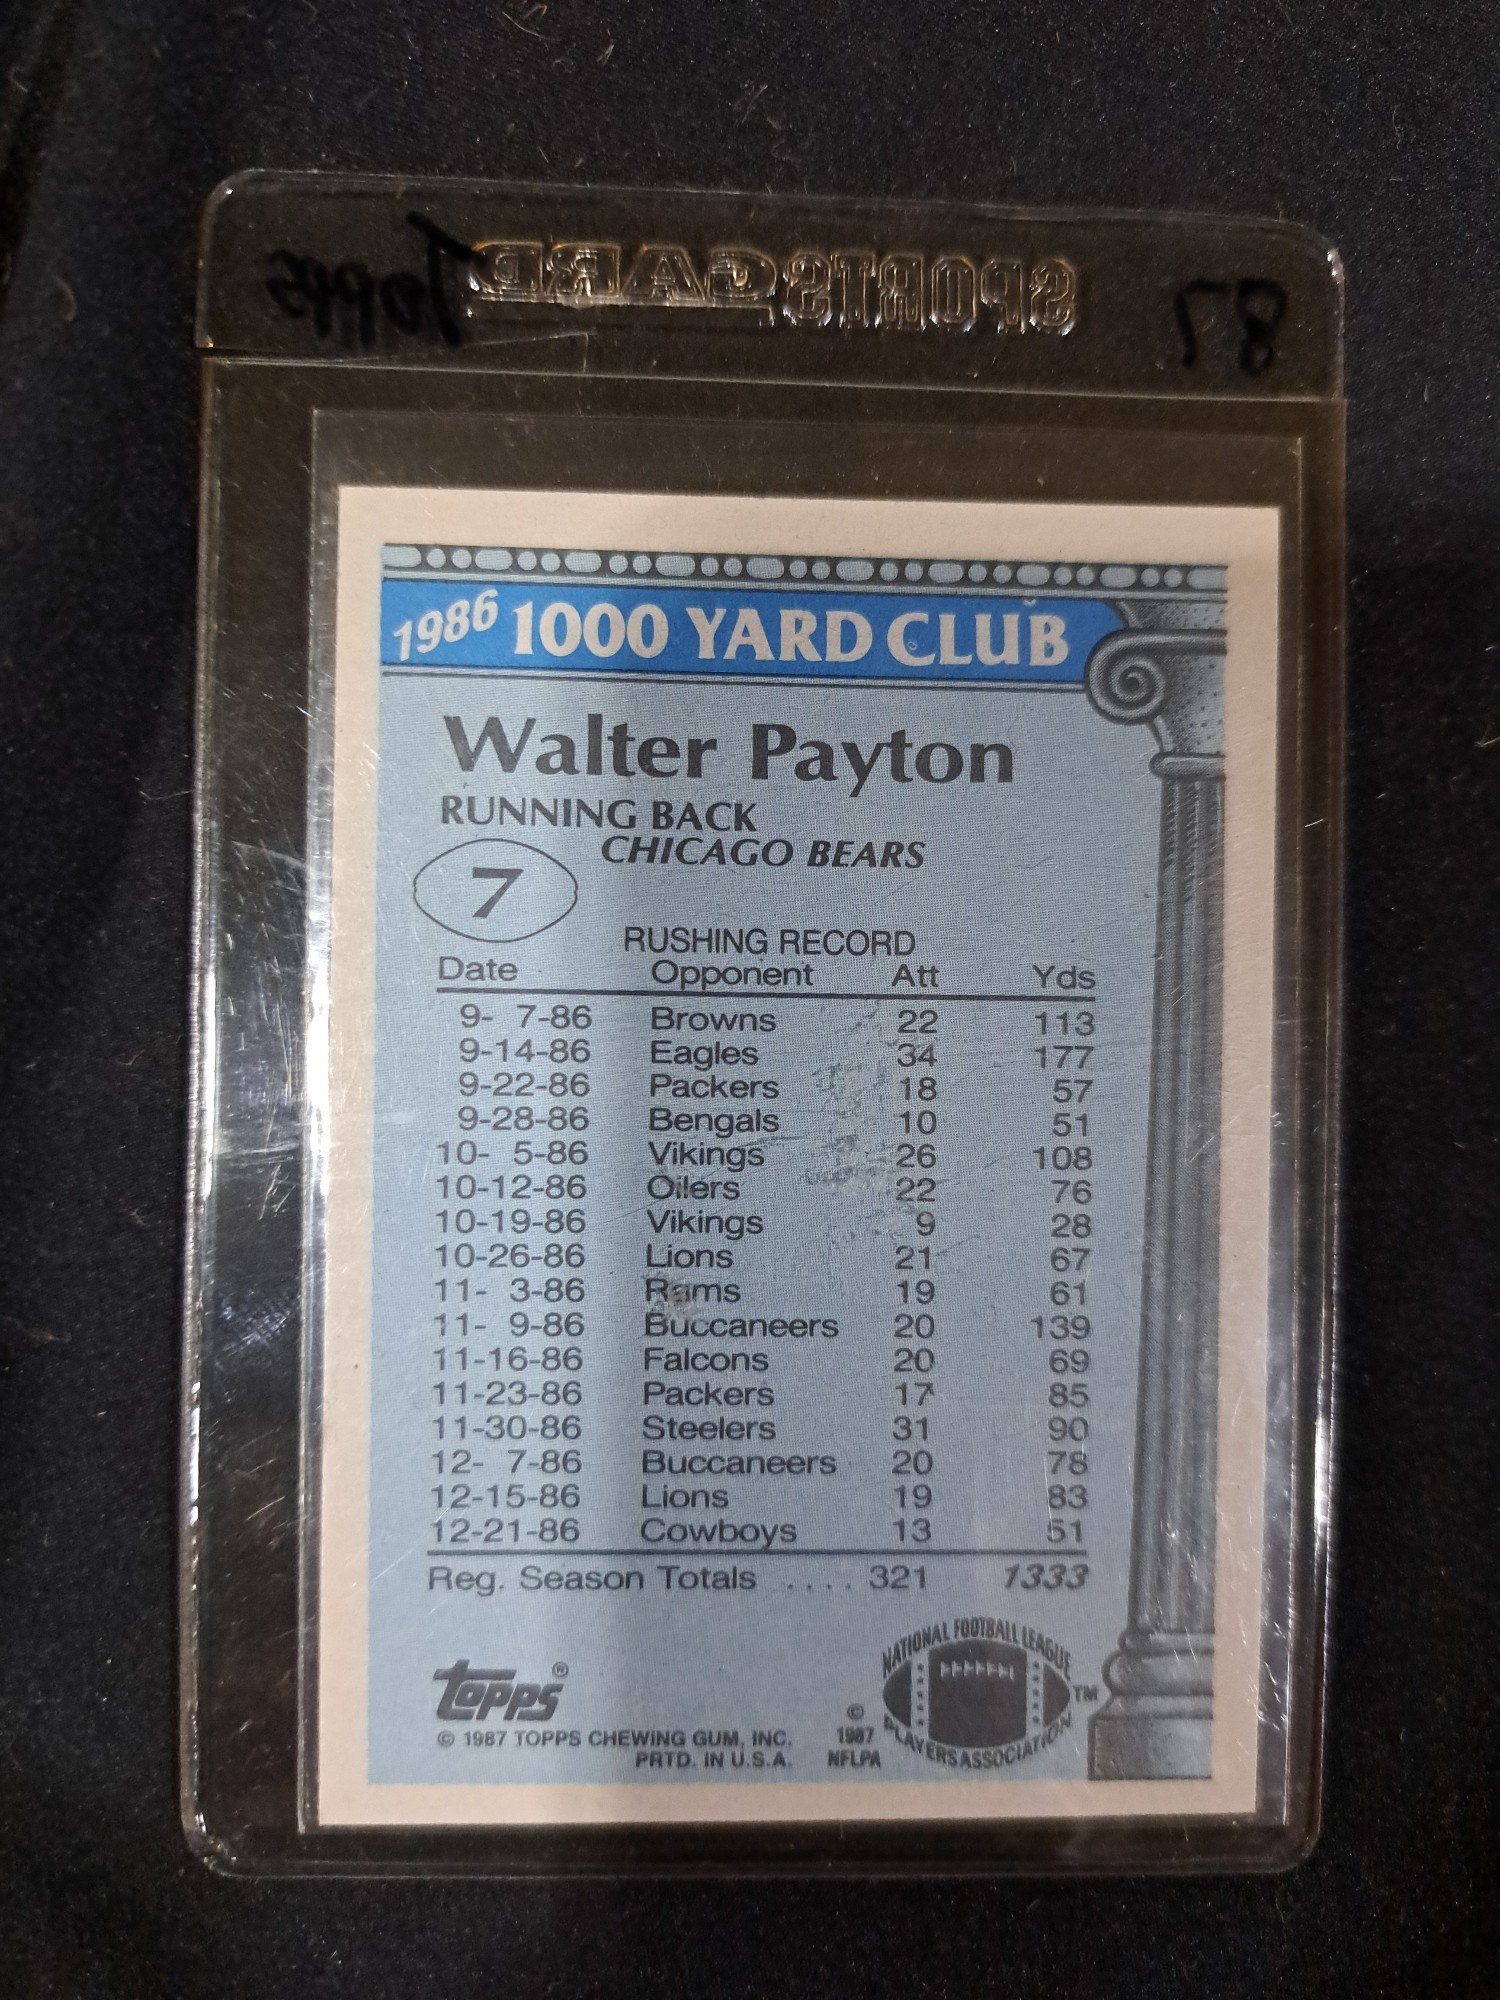 Topps SPORTS CARD 87
1986 1000 YARD CLUB
Walter Payton
RUNNING BACK
CHICAGO BEARS
7
RUSHING RECORD
Date Opponent Att Yds
9- 7-86 Browns 22 113
9-14-86 Eagles 34 177
9-22-86 Packers 18 57
9-28-86 Bengals 10 51
10- 5-86 Vikings 26 108
10-12-86 Oilers 22 76
10-19-86 Vikings 9 28
10-26-86 Lions 21 67
11- 3-86 Rams 19 61
11- 9-86 Buccaneers 20 139
11-16-86 Falcons 20 69
11-23-86 Packers 17 85
11-30-86 Steelers 31 90
12- 7-86 Buccaneers 20 78
12-15-86 Lions 19 83
12-21-86 Cowboys 13 51
Reg. Season Totals .... 321 1333
topps®
© 1987 TOPPS CHEWING GUM, INC.
PRTD. IN U.S.A.
© 1987 NFLPA
NATIONAL FOOTBALL LEAGUE
PLAYERS ASSOCIATION
TM